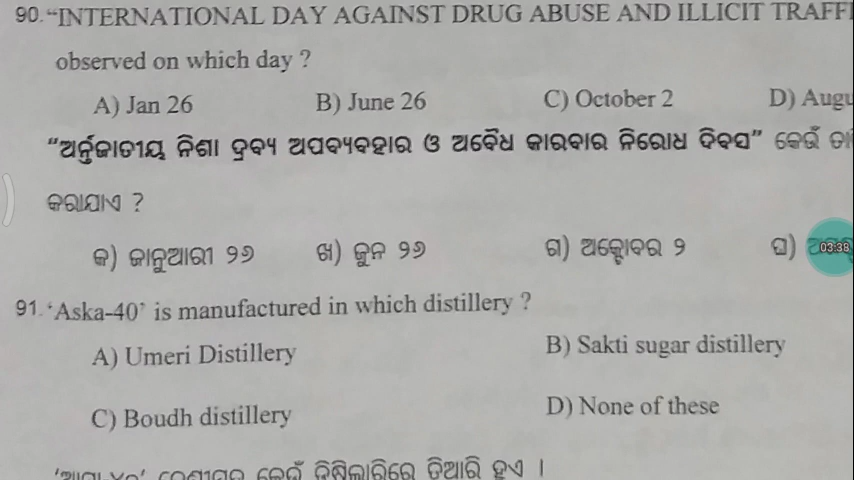 90. “INTERNATIONAL DAY AGAINST DRUG ABUSE AND ILLICIT
observed on which day ?
A) Jan 26 B) June 26 C) October 2 D)
“ଅର୍ନ୍ତଜାତୀୟ ନିଶା ଦ୍ରବ୍ୟ ଅପବ୍ୟବହାର ଓ ଅବୈଧ କାରବାର ନିରୋଧ ଦିବସ” କେଉଁ
କରାଯାଏ ?
କ) ଜାନୁଆରୀ ୨୬ ଖ) ଜୁନ ୨୬ ଗ) ଅକ୍ଟୋବର ୨ ଘ)
03:38
91. ‘Aska-40’ is manufactured in which distillery ?
A) Umeri Distillery B) Sakti sugar distillery
C) Boudh distillery D) None of these
କେଉଁ ଡିଷ୍ଟିଲାରିରେ ତିଆରି ହୁଏ ।